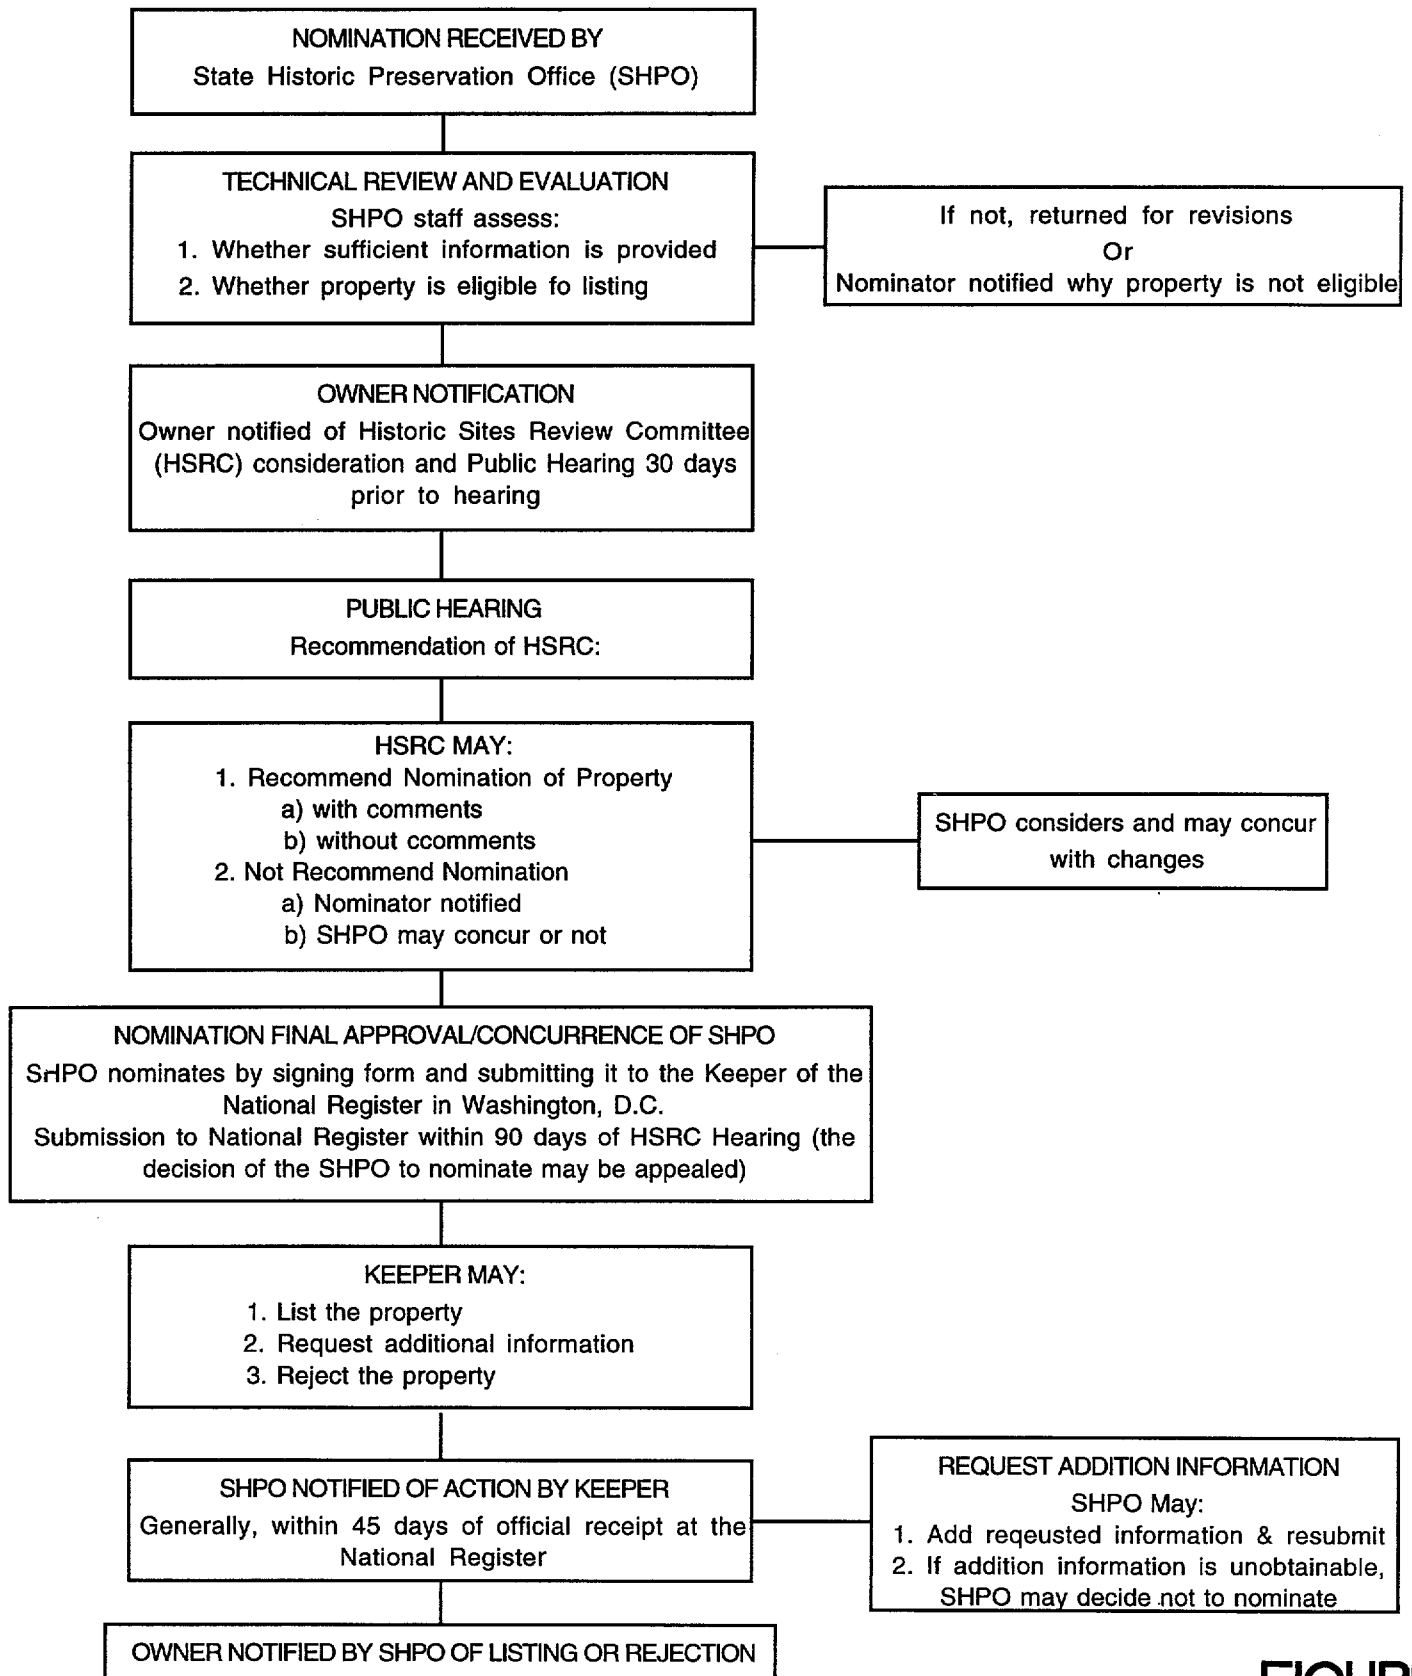 NOMINATION RECEIVED BY
State Historic Preservation Office (SHPO)
TECHNICAL REVIEW AND EVALUATION
SHPO staff assess:
1. Whether sufficient information is provided
2. Whether property is eligible fo listing
If not, returned for revisions
Or
Nominator notified why property is not eligible
OWNER NOTIFICATION
Owner notified of Historic Sites Review Committee
(HSRC) consideration and Public Hearing 30 days
prior to hearing
PUBLIC HEARING
Recommendation of HSRC:
HSRC MAY:
1. Recommend Nomination of Property
a) with comments
b) without ccomments
2. Not Recommend Nomination
a) Nominator notified
b) SHPO may concur or not
SHPO considers and may concur
with changes
NOMINATION FINAL APPROVAL/CONCURRENCE OF SHPO
SHPO nominates by signing form and submitting it to the Keeper of the
National Register in Washington, D.C.
Submission to National Register within 90 days of HSRC Hearing (the
decision of the SHPO to nominate may be appealed)
KEEPER MAY:
1. List the property
2. Request additional information
3. Reject the property
SHPO NOTIFIED OF ACTION BY KEEPER
Generally, within 45 days of official receipt at the
National Register
REQUEST ADDITION INFORMATION
SHPO May:
1. Add reqeusted information & resubmit
2. If addition information is unobtainable,
SHPO may decide not to nominate
OWNER NOTIFIED BY SHPO OF LISTING OR REJECTION